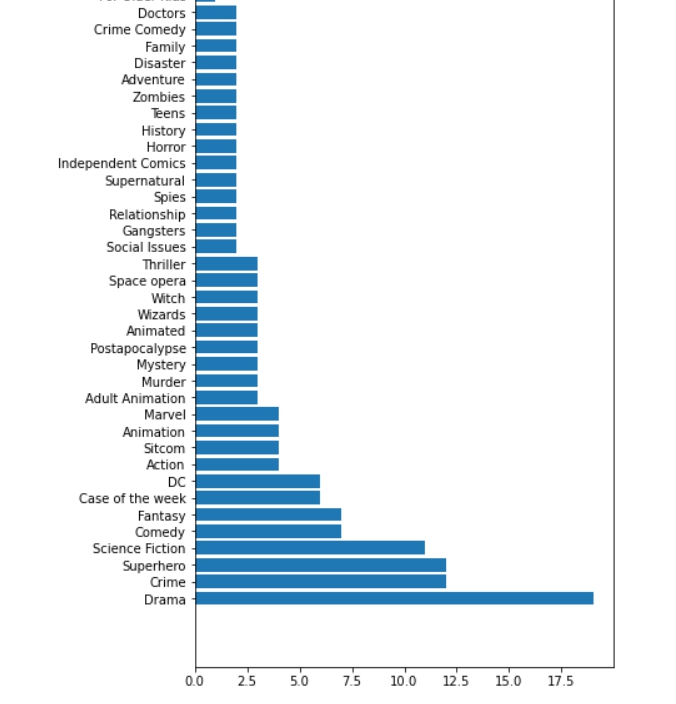 Doctors
Crime Comedy
Family
Disaster
Adventure
Zombies
Teens
History
Horror
Independent Comics
Supernatural
Spies
Relationship
Gangsters
Social Issues
Thriller
Space opera
Witch
Wizards
Animated
Postapocalypse
Mystery
Murder
Adult Animation
Marvel
Animation
Sitcom
Action
DC
Case of the week
Fantasy
Comedy
Science Fiction
Superhero
Crime
Drama
0.0 2.5 5.0 7.5 10.0 12.5 15.0 17.5